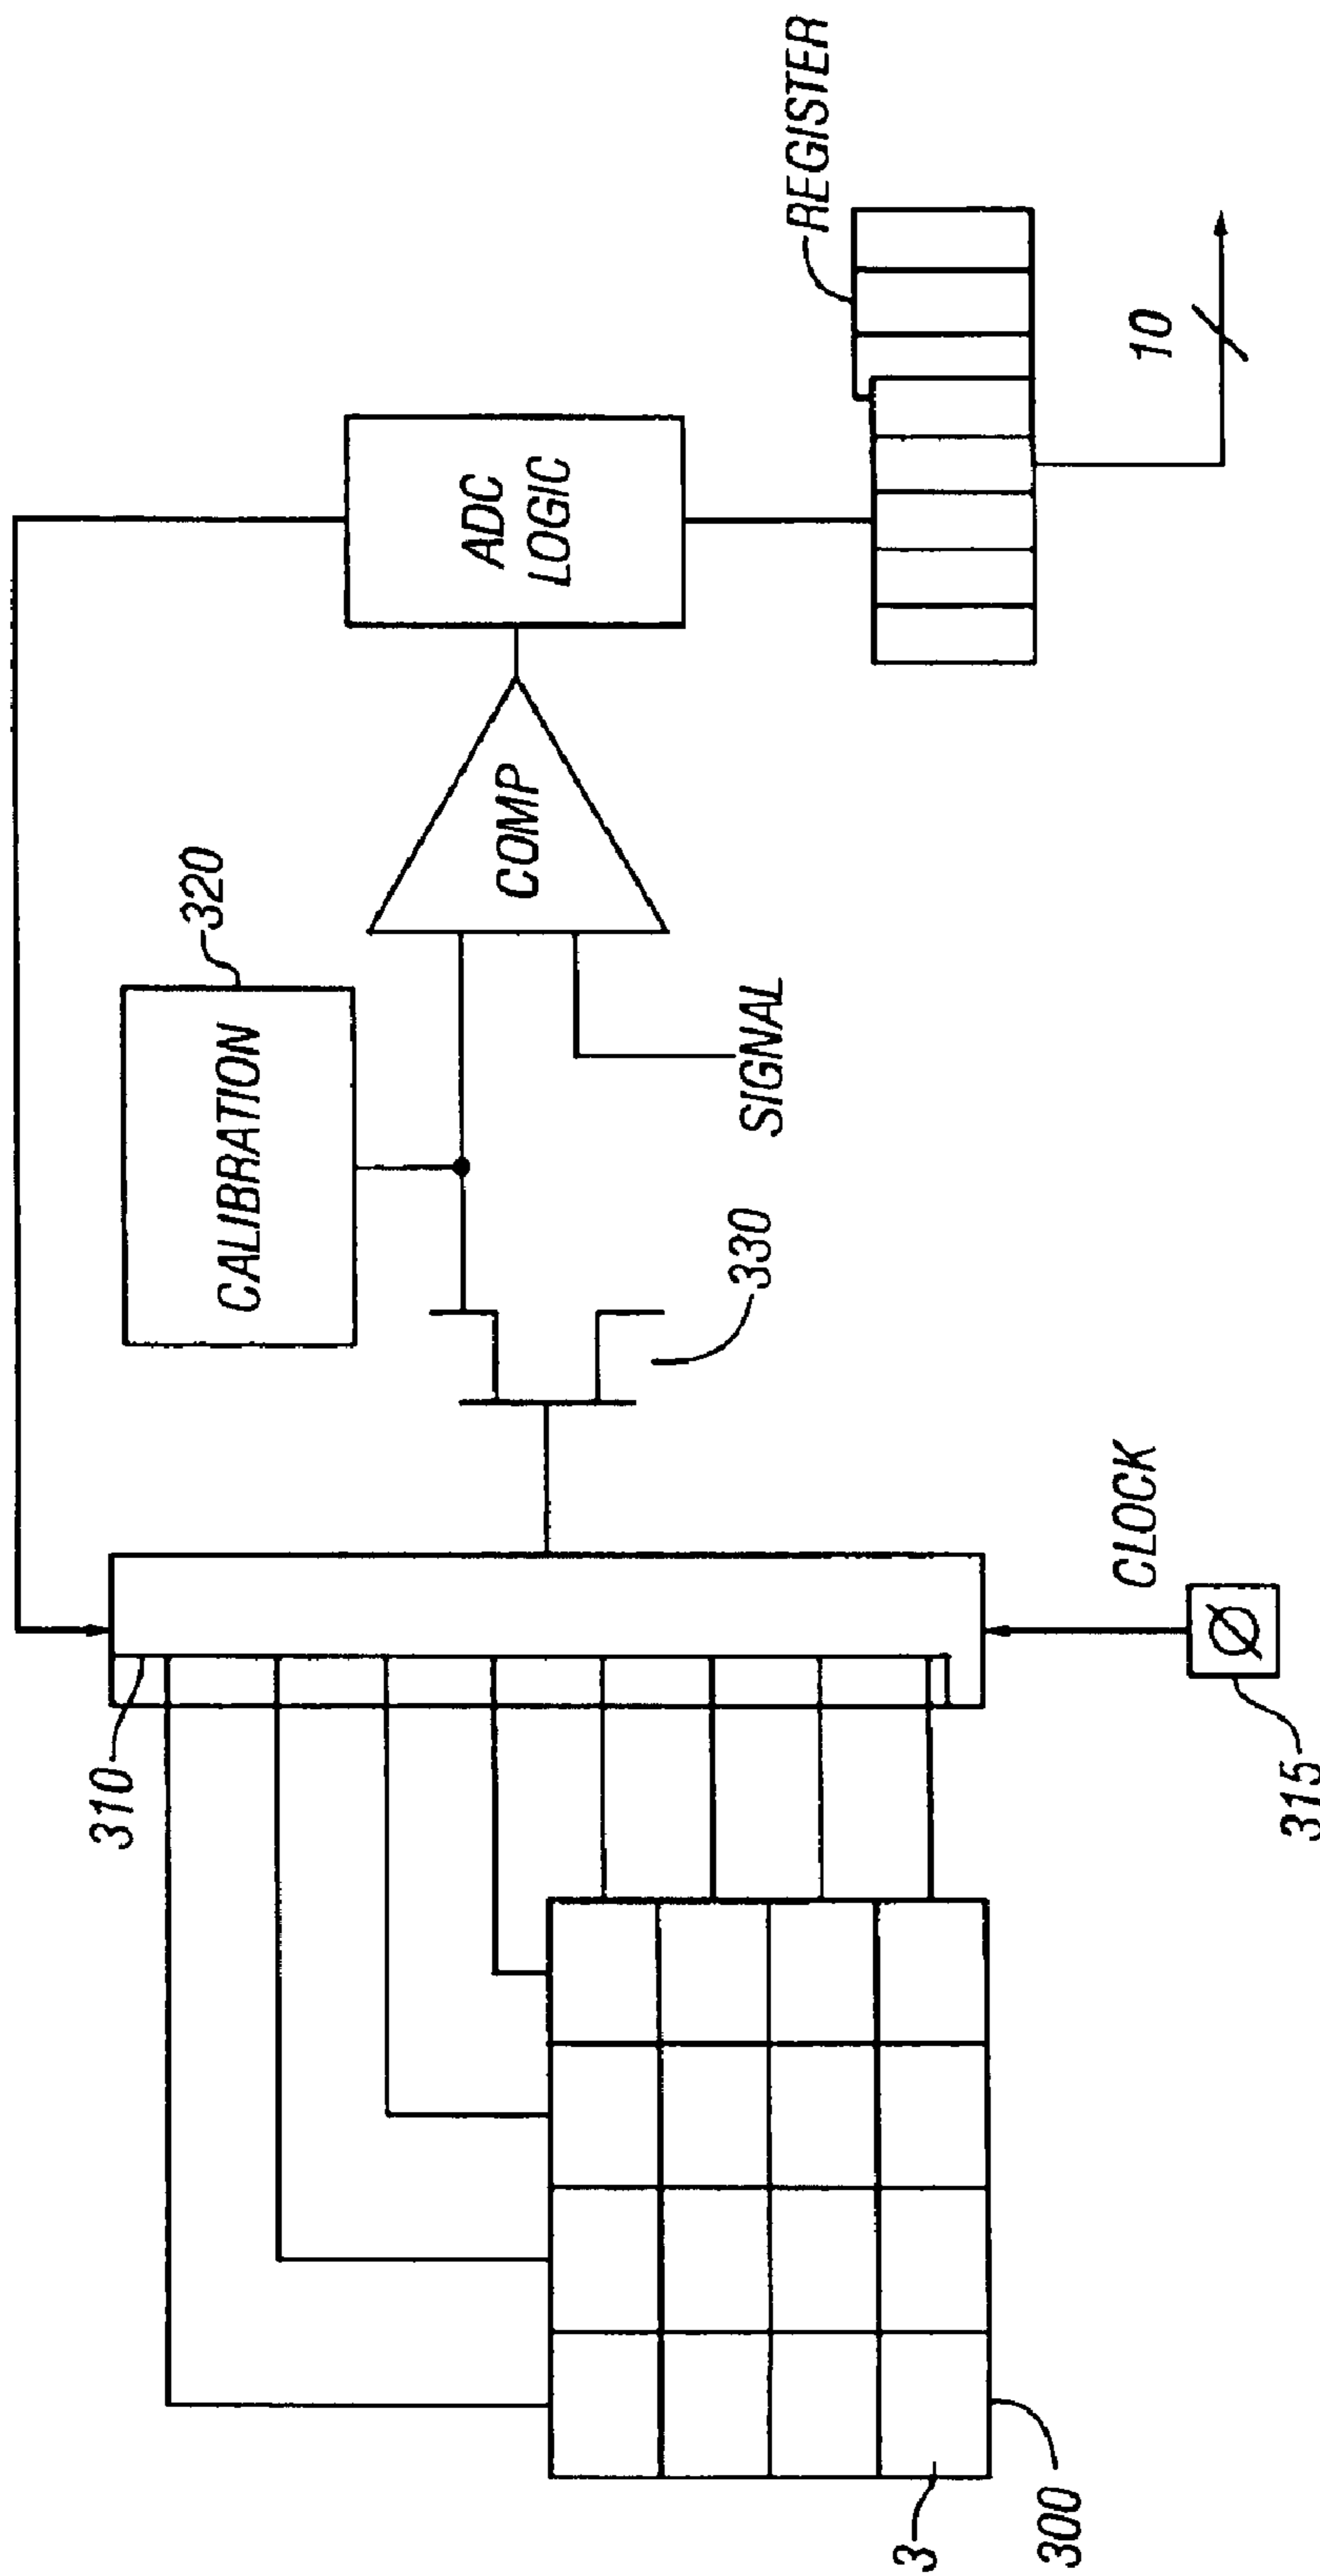 3
300
310
CLOCK
315
330
CALIBRATION
320
SIGNAL
COMP
ADC
LOGIC
REGISTER
10
Ø